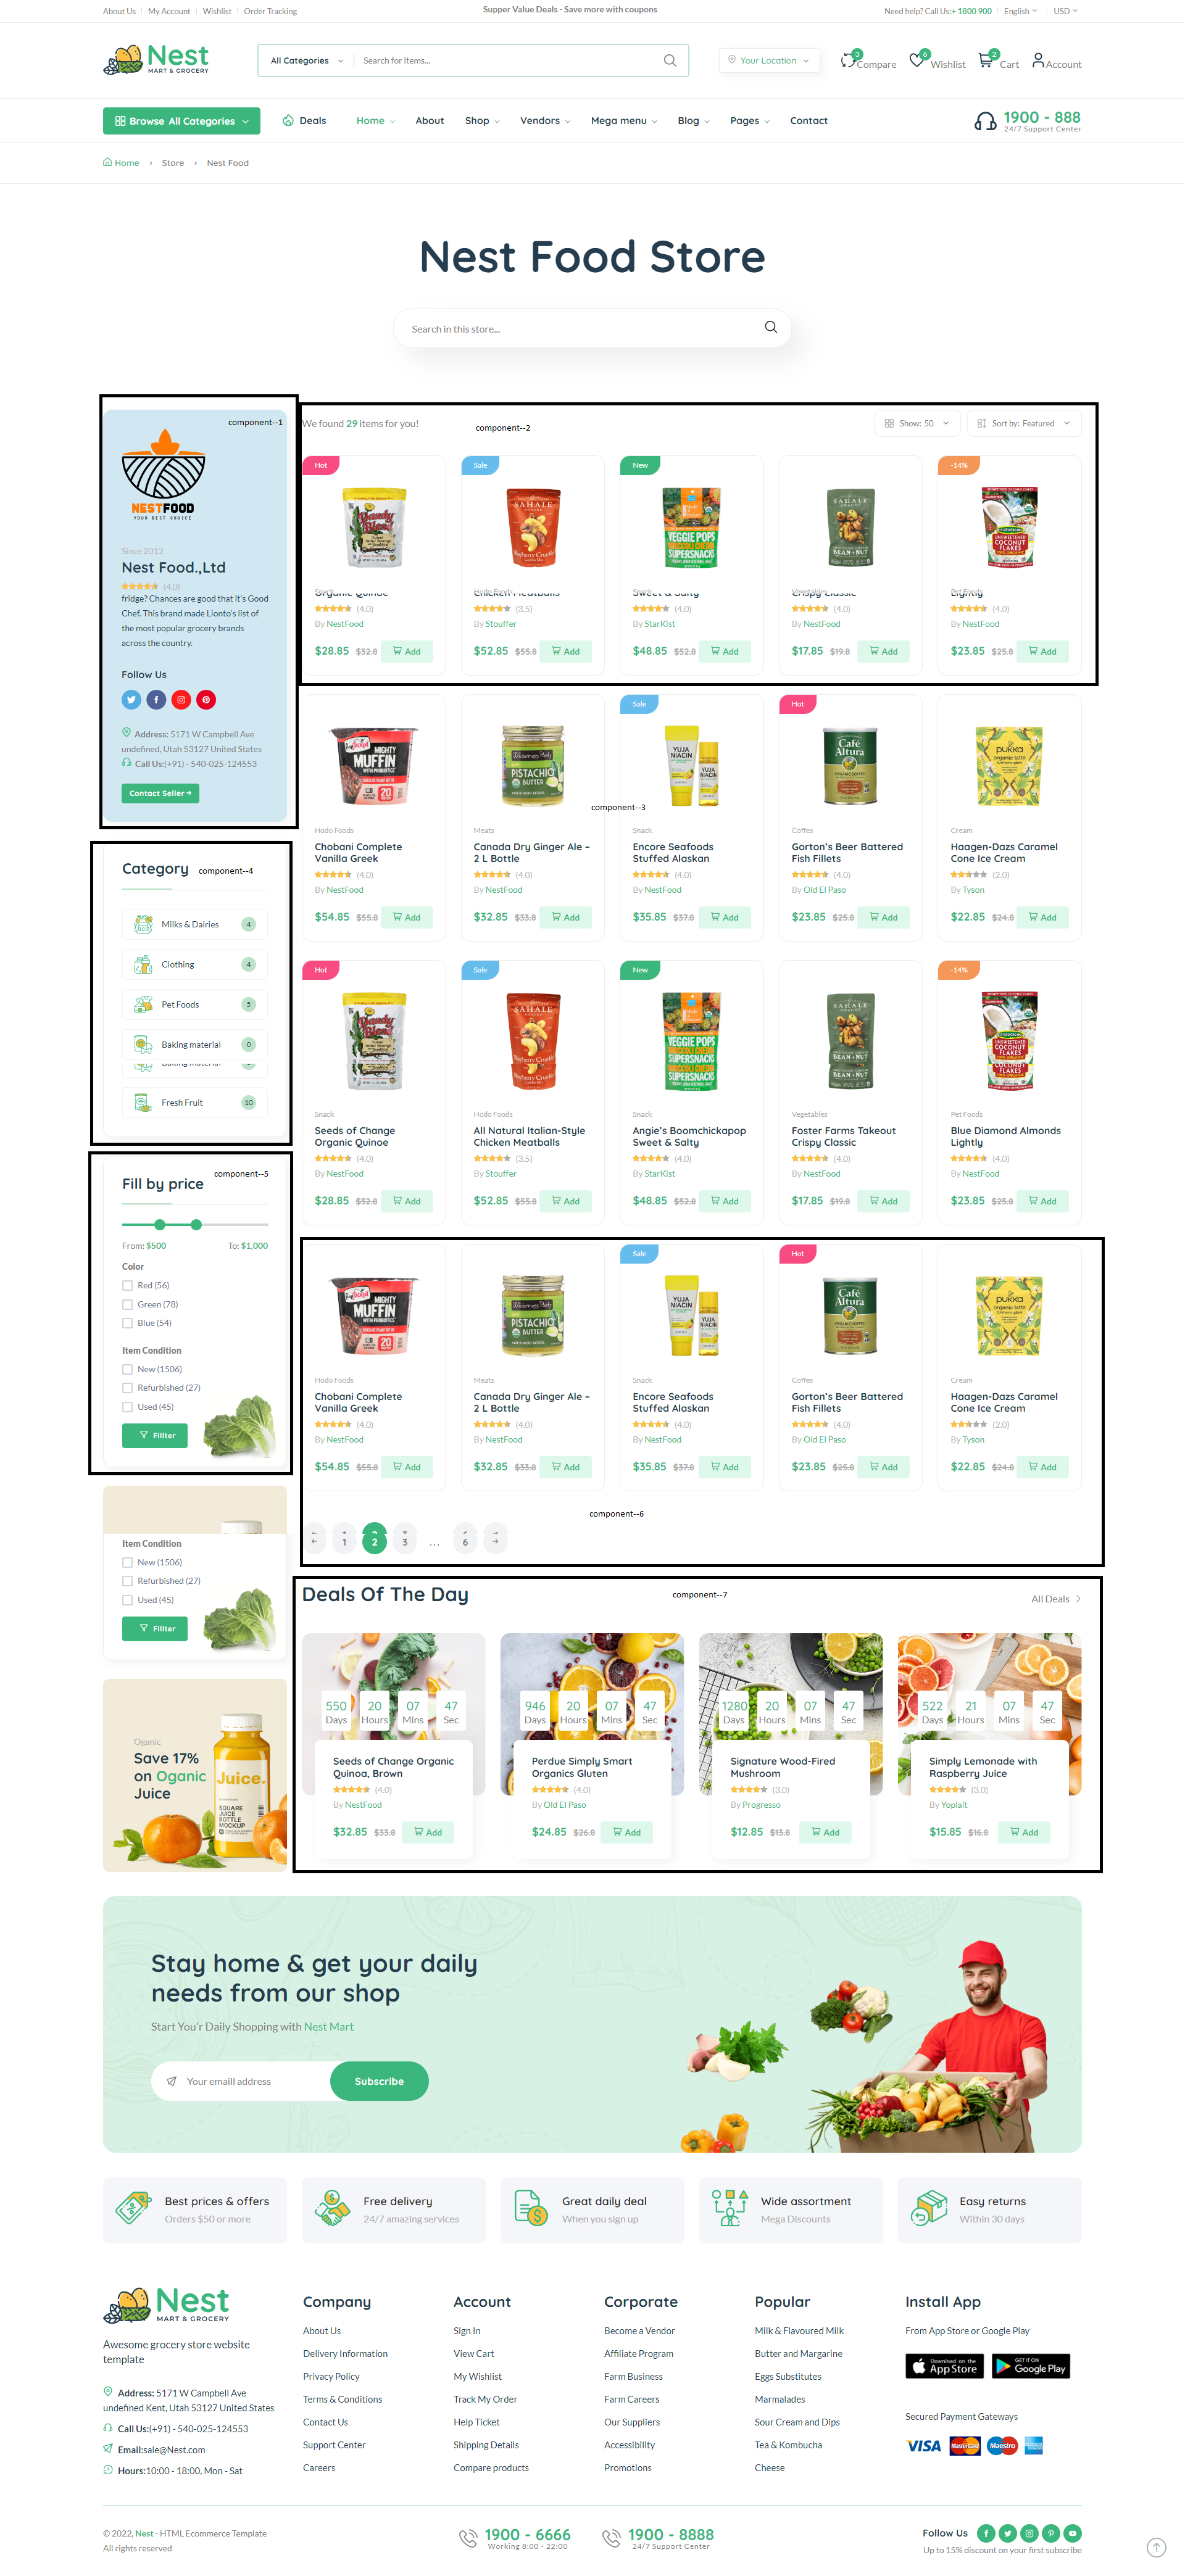 About Us
My Account
Wishlist
Order Tracking
Supper Value Deals - Save more with coupons
Need help? Call Us:+ 1800 900
English
USD
Nest
MART & GROCERY
All Categories
Search for items...
Your Location
3
Compare
6
Wishlist
2
Cart
Account
Browse All Categories
Deals
Home
About
Shop
Vendors
Mega menu
Blog
Pages
Contact
1900 - 888
24/7 Support Center
Home
Store
Nest Food
Nest Food Store
Search in this store...
component--1
NESTFOOD
YOUR BEST CHOICE
Since 2012
Nest Food.,Ltd
(4.0)
fridge? Chances are good that It's Good
Chef. This brand made Lionto's list of
the most popular grocery brands
across the country.
Follow Us
Address: 5171 W Campbell Ave
undefined, Utah 53127 United States
Call Us:(+91) - 540-025-124553
Contact Seller
We found 29 items for you!
component--2
Show: 50
Sort by: Featured
Hot
Sale
New
-14%
Snack
Organic Quinoe
(4.0)
By NestFood
$28.85 $32.8
Add
Hodo Foods
Chicken Meatballs
(3.5)
By Stouffer
$52.85 $55.8
Add
Snack
Sweet & Salty
(4.0)
By StarKist
$48.85 $52.8
Add
Vegetables
Crispy Classic
(4.0)
By NestFood
$17.85 $19.8
Add
Pet Foods
Lightly
(4.0)
By NestFood
$23.85 $25.8
Add
Sale
Hot
component--3
Hodo Foods
Chobani Complete
Vanilla Greek
(4.0)
By NestFood
$54.85 $55.8
Add
Meats
Canada Dry Ginger Ale –
2 L Bottle
(4.0)
By NestFood
$32.85 $33.8
Add
Snack
Encore Seafoods
Stuffed Alaskan
(4.0)
By NestFood
$35.85 $37.8
Add
Coffes
Gorton's Beer Battered
Fish Fillets
(4.0)
By Old El Paso
$23.85 $25.8
Add
Cream
Haagen-Dazs Caramel
Cone Ice Cream
(2.0)
By Tyson
$22.85 $24.8
Add
Category
component--4
Milks & Dairies
4
Clothing
4
Pet Foods
5
Baking material
0
Fresh Fruit
10
Hot
Sale
New
-14%
Snack
Seeds of Change
Organic Quinoe
(4.0)
By NestFood
$28.85 $32.8
Add
Hodo Foods
All Natural Italian-Style
Chicken Meatballs
(3.5)
By Stouffer
$52.85 $55.8
Add
Snack
Angie's Boomchickapop
Sweet & Salty
(4.0)
By StarKist
$48.85 $52.8
Add
Vegetables
Foster Farms Takeout
Crispy Classic
(4.0)
By NestFood
$17.85 $19.8
Add
Pet Foods
Blue Diamond Almonds
Lightly
(4.0)
By NestFood
$23.85 $25.8
Add
component--5
Fill by price
From: $500
To: $1,000
Color
Red (56)
Green (78)
Blue (54)
Item Condition
New (1506)
Refurbished (27)
Used (45)
Fillter
Sale
Hot
Hodo Foods
Chobani Complete
Vanilla Greek
(4.0)
By NestFood
$54.85 $55.8
Add
Meats
Canada Dry Ginger Ale –
2 L Bottle
(4.0)
By NestFood
$32.85 $33.8
Add
Snack
Encore Seafoods
Stuffed Alaskan
(4.0)
By NestFood
$35.85 $37.8
Add
Coffes
Gorton's Beer Battered
Fish Fillets
(4.0)
By Old El Paso
$23.85 $25.8
Add
Cream
Haagen-Dazs Caramel
Cone Ice Cream
(2.0)
By Tyson
$22.85 $24.8
Add
component--6
1
2
3
...
6
Item Condition
New (1506)
Refurbished (27)
Used (45)
Fillter
Oganic
Save 17%
on Oganic
Juice
Juice.
SQUARE
JUICE
BOTTLE
MOCKUP
Deals Of The Day
component--7
All Deals
550 20 07 47
Days Hours Mins Sec
Seeds of Change Organic
Quinoa, Brown
(4.0)
By NestFood
$32.85 $33.8
Add
946 20 07 47
Days Hours Mins Sec
Perdue Simply Smart
Organics Gluten
(4.0)
By Old El Paso
$24.85 $26.8
Add
1280 20 07 47
Days Hours Mins Sec
Signature Wood-Fired
Mushroom
(3.0)
By Progresso
$12.85 $13.8
Add
522 21 07 47
Days Hours Mins Sec
Simply Lemonade with
Raspberry Juice
(3.0)
By Yoplait
$15.85 $16.8
Add
Stay home & get your daily
needs from our shop
Start You'r Daily Shopping with Nest Mart
Your emaill address
Subscribe
Best prices & offers
Orders $50 or more
Free delivery
24/7 amazing services
Great daily deal
When you sign up
Wide assortment
Mega Discounts
Easy returns
Within 30 days
Nest
MART & GROCERY
Awesome grocery store website
template
Address: 5171 W Campbell Ave
undefined Kent, Utah 53127 United States
Call Us:(+91) - 540-025-124553
Email:sale@Nest.com
Hours:10:00 - 18:00, Mon - Sat
Company
About Us
Delivery Information
Privacy Policy
Terms & Conditions
Contact Us
Support Center
Careers
Account
Sign In
View Cart
My Wishlist
Track My Order
Help Ticket
Shipping Details
Compare products
Corporate
Become a Vendor
Affiliate Program
Farm Business
Farm Careers
Our Suppliers
Accessibility
Promotions
Popular
Milk & Flavoured Milk
Butter and Margarine
Eggs Substitutes
Marmalades
Sour Cream and Dips
Tea & Kombucha
Cheese
Install App
From App Store or Google Play
Download on the
App Store
GET IT ON
Google Play
Secured Payment Gateways
VISA
MasterCard
Maestro
© 2022, Nest - HTML Ecommerce Template
All rights reserved
1900 - 6666
Working 8:00 - 22:00
1900 - 8888
24/7 Support Center
Follow Us
Up to 15% discount on your first subscribe